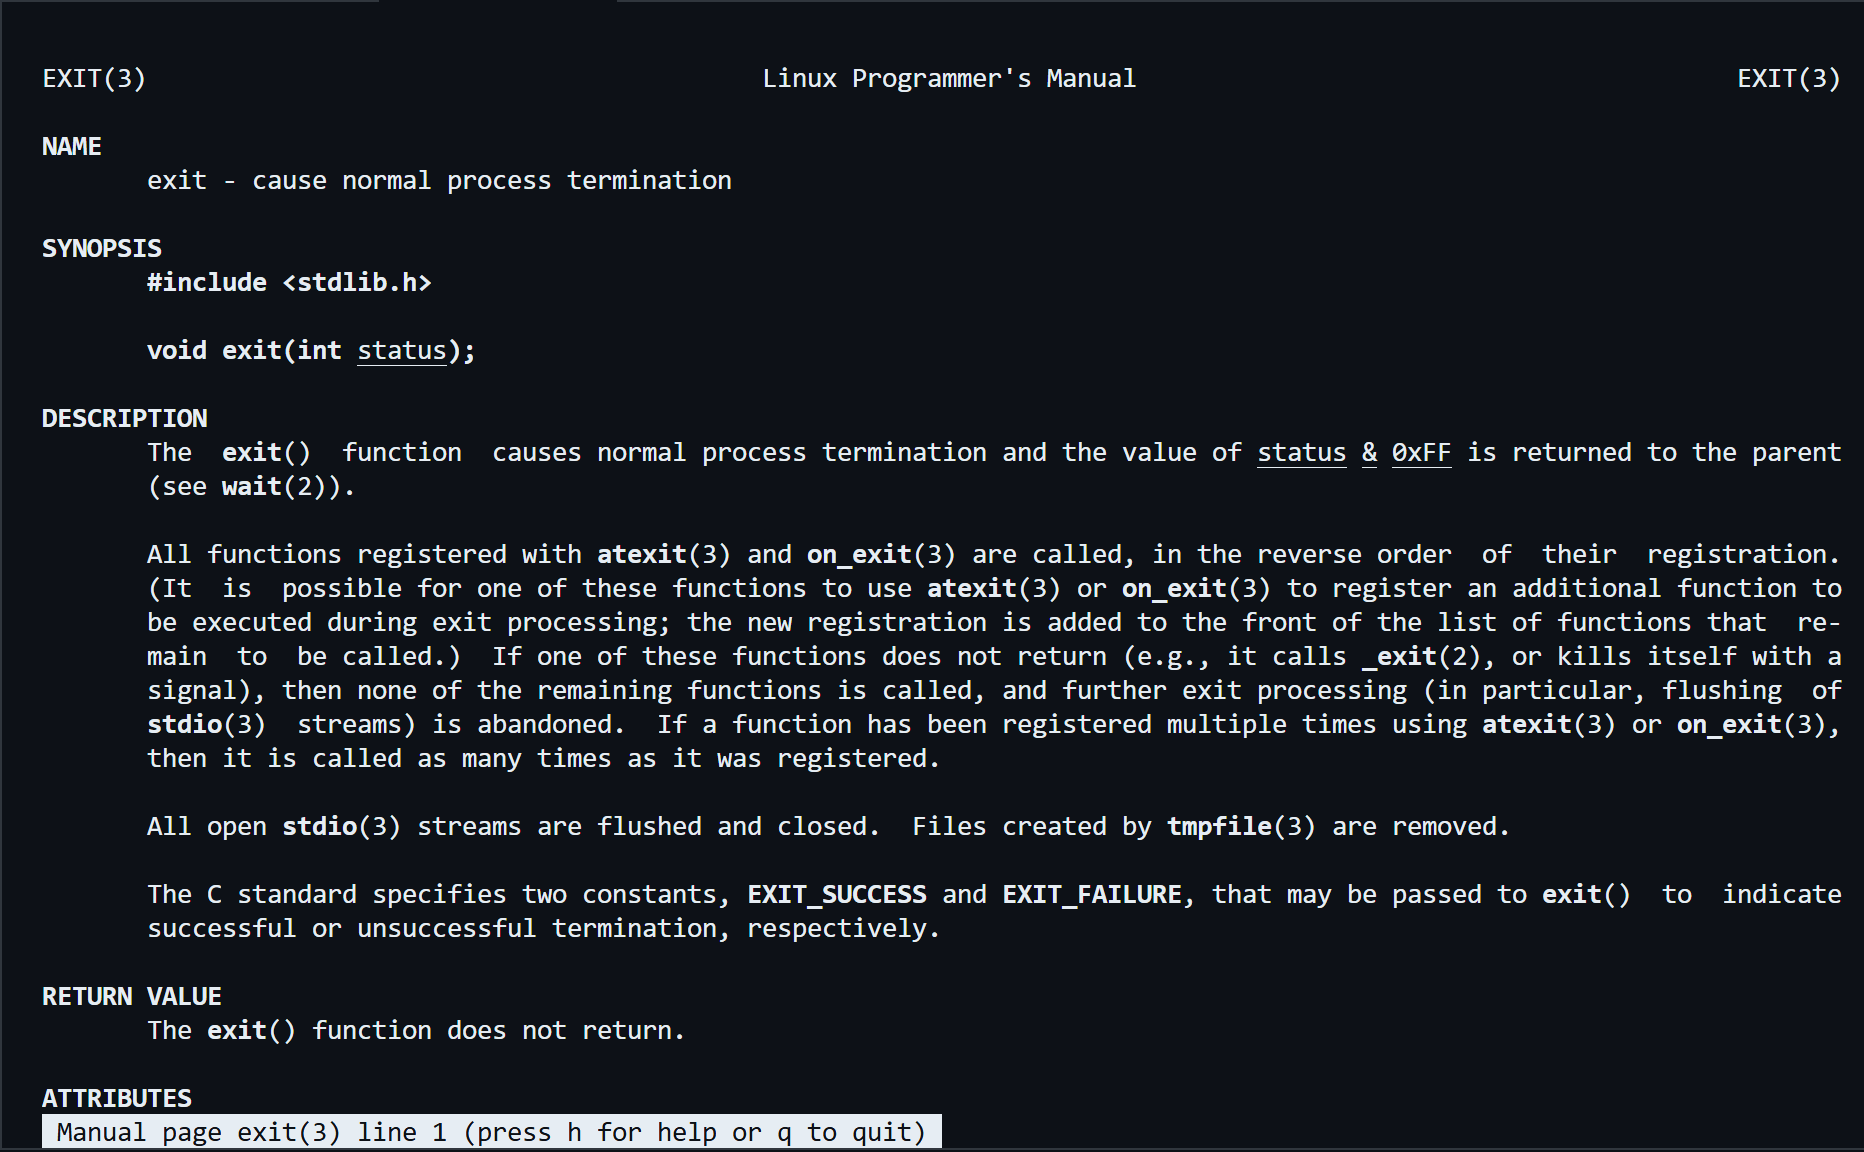 EXIT(3) Linux Programmer's Manual EXIT(3)
NAME
exit - cause normal process termination
SYNOPSIS
#include <stdlib.h>
void exit(int status);
DESCRIPTION
The exit() function causes normal process termination and the value of status & 0xFF is returned to the parent
(see wait(2)).
All functions registered with atexit(3) and on_exit(3) are called, in the reverse order of their registration.
(It is possible for one of these functions to use atexit(3) or on_exit(3) to register an additional function to
be executed during exit processing; the new registration is added to the front of the list of functions that re-
main to be called.) If one of these functions does not return (e.g., it calls _exit(2), or kills itself with a
signal), then none of the remaining functions is called, and further exit processing (in particular, flushing of
stdio(3) streams) is abandoned. If a function has been registered multiple times using atexit(3) or on_exit(3),
then it is called as many times as it was registered.
All open stdio(3) streams are flushed and closed. Files created by tmpfile(3) are removed.
The C standard specifies two constants, EXIT_SUCCESS and EXIT_FAILURE, that may be passed to exit() to indicate
successful or unsuccessful termination, respectively.
RETURN VALUE
The exit() function does not return.
ATTRIBUTES
Manual page exit(3) line 1 (press h for help or q to quit)